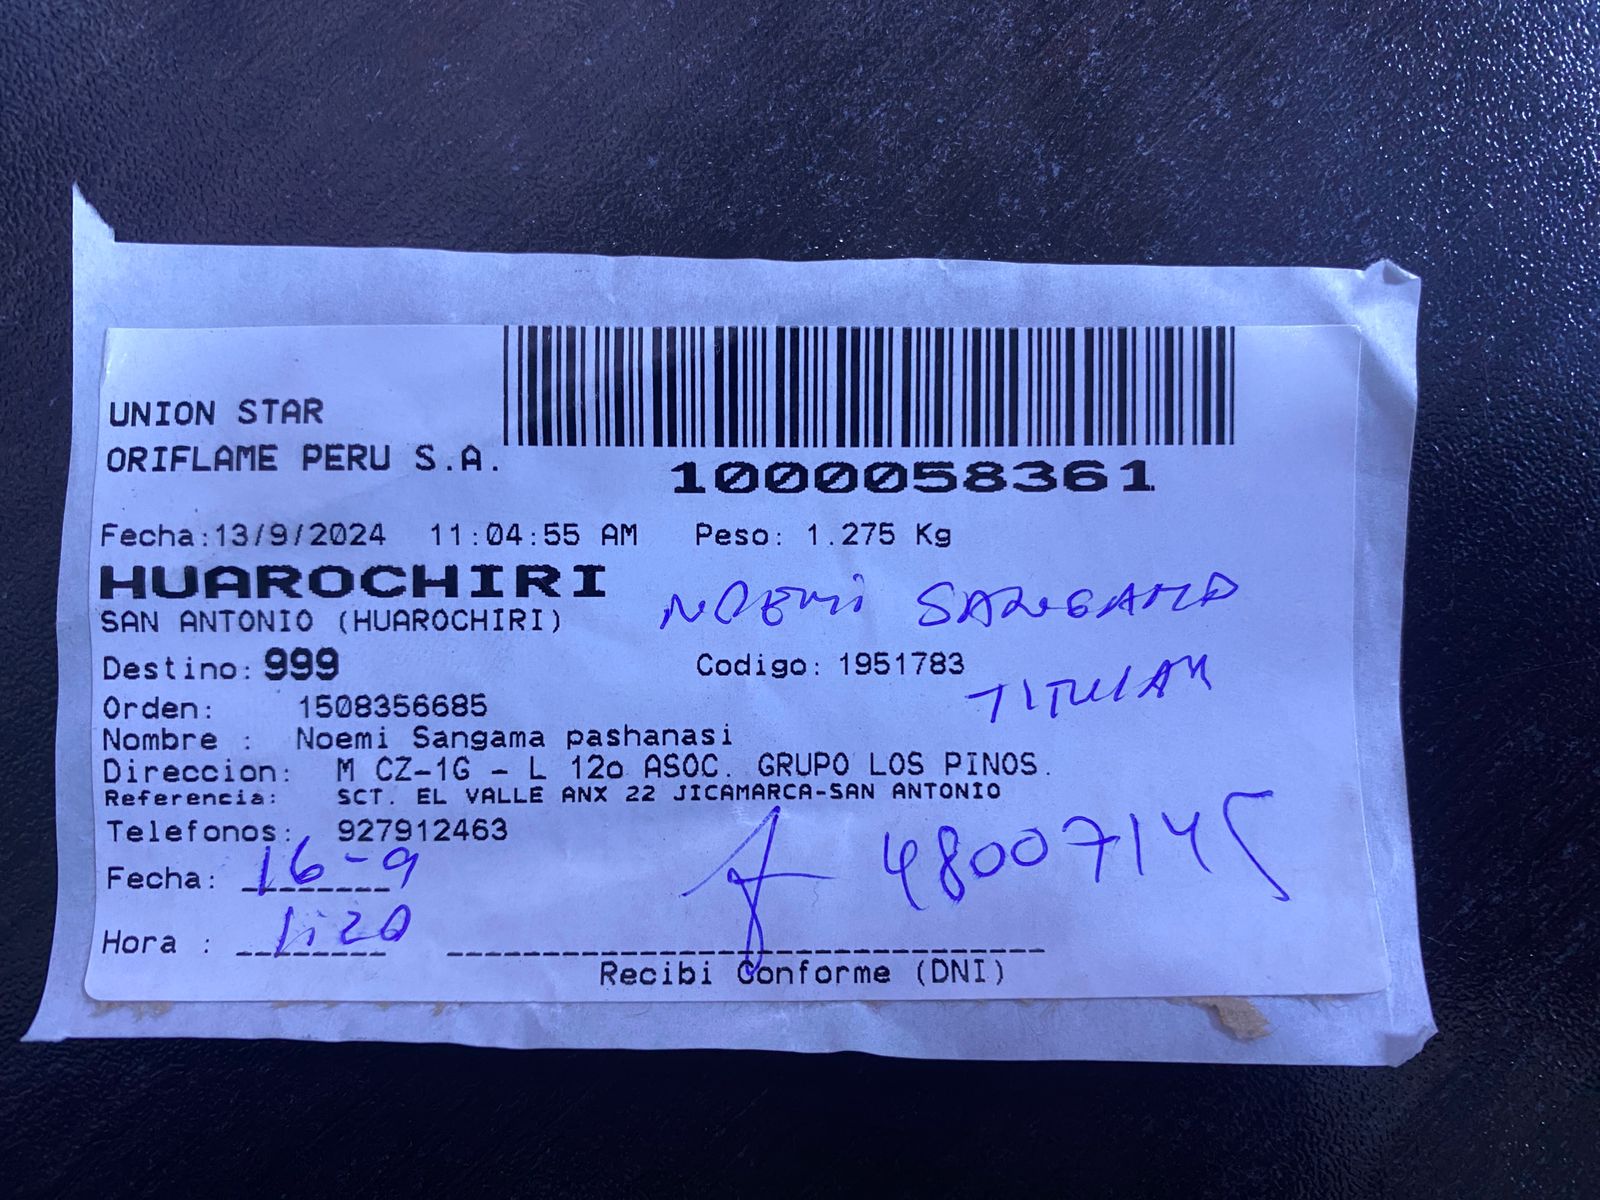 UNION STAR
ORIFLAME PERU S.A.
1000058361
Fecha:13/9/2024 11:04:55 AM Peso: 1.275 Kg
HUAROCHIRI
SAN ANTONIO (HUAROCHIRI)
NOEMI SANGAMA
Destino: 999 Codigo: 1951783
TITULAR
Orden: 1508356685
Nombre : Noemi Sangama pashanasi
Direccion: M CZ-1G - L 12o ASOC. GRUPO LOS PINOS.
Referencia: SCT. EL VALLE ANX 22 JICAMARCA-SAN ANTONIO
Telefonos: 927912463
Fecha: 16-9 48007145
Hora : 1:20
Recibi Conforme (DNI)